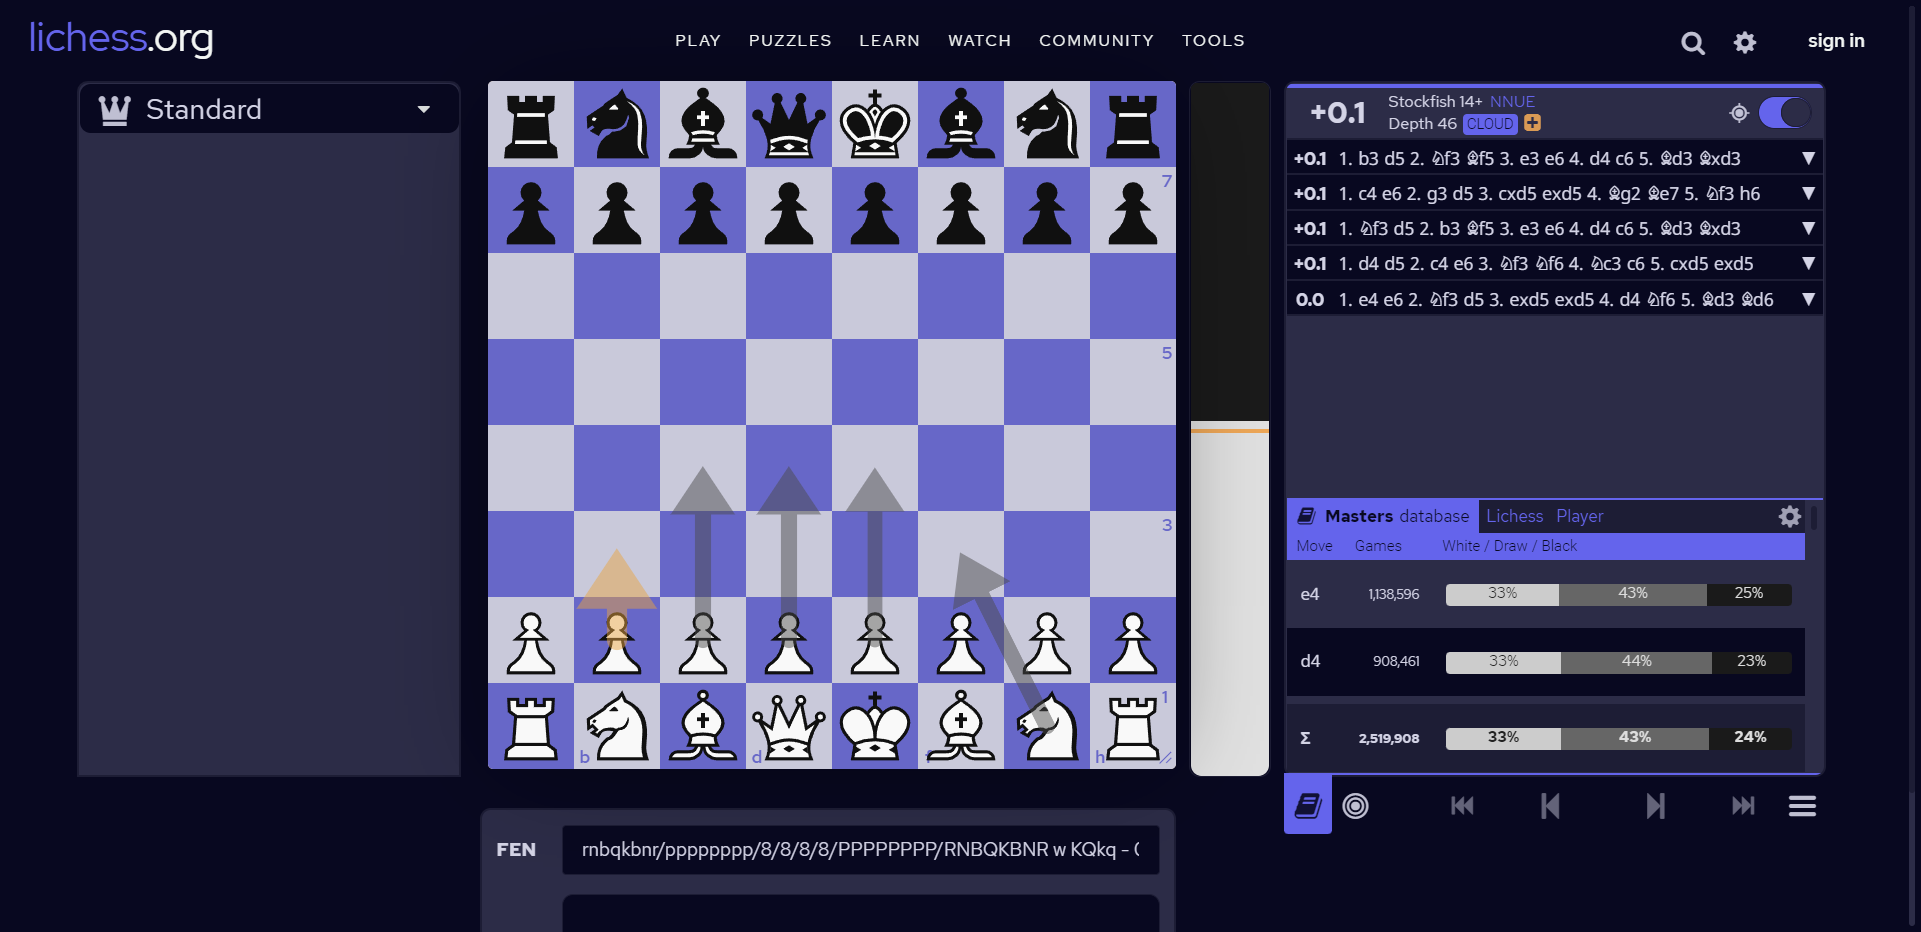 lichess.org
PLAY PUZZLES LEARN WATCH COMMUNITY TOOLS
sign in
Standard
7
5
3
1
b
d
f
h
+0.1
Stockfish 14+ NNUE
Depth 46 CLOUD
+0.1 1. b3 d5 2. ♘f3 ♗f5 3. e3 e6 4. d4 c6 5. ♗d3 ♗xd3
+0.1 1. c4 e6 2. g3 d5 3. cxd5 exd5 4. ♗g2 ♗e7 5. ♘f3 h6
+0.1 1. ♘f3 d5 2. b3 ♗f5 3. e3 e6 4. d4 c6 5. ♗d3 ♗xd3
+0.1 1. d4 d5 2. c4 e6 3. ♘f3 ♘f6 4. ♘c3 c6 5. cxd5 exd5
0.0 1. e4 e6 2. ♘f3 d5 3. exd5 exd5 4. d4 ♘f6 5. ♗d3 ♗d6
Masters database Lichess Player
Move Games White / Draw / Black
e4 1,138,596 33% 43% 25%
d4 908,461 33% 44% 23%
Σ 2,519,908 33% 43% 24%
FEN rnbqkbnr/pppppppp/8/8/8/8/PPPPPPPP/RNBQKBNR w KQkq -